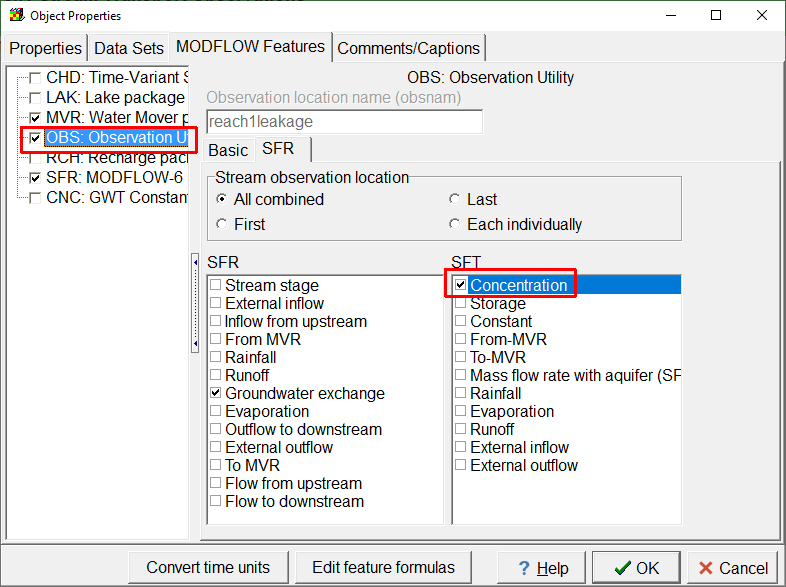 Object Properties
Properties
Data Sets
MODFLOW Features
Comments/Captions
CHD: Time-Variant S
LAK: Lake package
MVR: Water Mover p
OBS: Observation Ut
RCH: Recharge pack
SFR: MODFLOW-6
CNC: GWT Constan
OBS: Observation Utility
Observation location name (obsnam)
reach1leakage
Basic
SFR
Stream observation location
All combined
Last
First
Each individually
SFR
Stream stage
External inflow
Inflow from upstream
From MVR
Rainfall
Runoff
Groundwater exchange
Evaporation
Outflow to downstream
External outflow
To MVR
Flow from upstream
Flow to downstream
SFT
Concentration
Storage
Constant
From-MVR
To-MVR
Mass flow rate with aquifer (SF
Rainfall
Evaporation
Runoff
External inflow
External outflow
Convert time units
Edit feature formulas
? Help
OK
Cancel